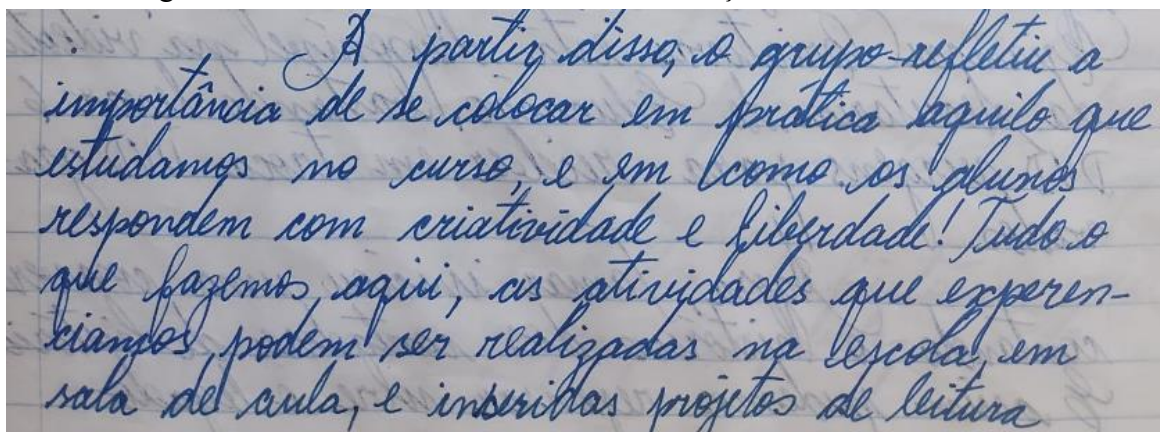 A partir disso, o grupo refletiu a
importância de se colocar em prática aquilo que
estudamos no curso, e em como os alunos
respondem com criatividade e liberdade! Tudo o
que fazemos aqui, as atividades que experen-
ciamos, podem ser realizadas na escola, em
sala de aula, e inseridas projetos de leitura